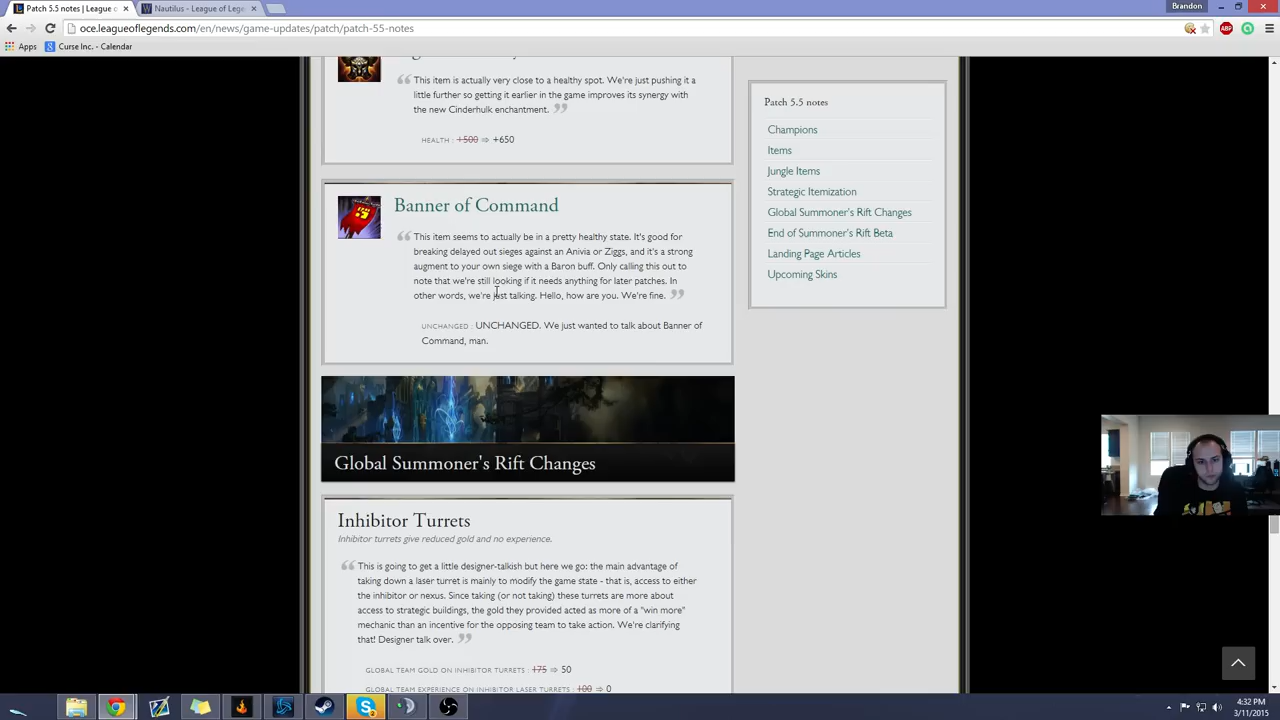 Patch 5.5 notes | League o
Nautilus - League of Lege
Brandon
oce.leagueoflegends.com/en/news/game-updates/patch/patch-55-notes
Apps
Curse Inc. - Calendar
This item is actually very close to a healthy spot. We're just pushing it a
little further so getting it earlier in the game improves its synergy with
the new Cinderhulk enchantment.
HEALTH : +500 ⇒ +650
Banner of Command
This item seems to actually be in a pretty healthy state. It's good for
breaking delayed out sieges against an Anivia or Ziggs, and it's a strong
augment to your own siege with a Baron buff. Only calling this out to
note that we're still looking if it needs anything for later patches. In
other words, we're just talking. Hello, how are you. We're fine.
UNCHANGED : UNCHANGED. We just wanted to talk about Banner of
Command, man.
Global Summoner's Rift Changes
Inhibitor Turrets
Inhibitor turrets give reduced gold and no experience.
This is going to get a little designer-talkish but here we go: the main advantage of
taking down a laser turret is mainly to modify the game state - that is, access to either
the inhibitor or nexus. Since taking (or not taking) these turrets are more about
access to strategic buildings, the gold they provided acted as more of a "win more"
mechanic than an incentive for the opposing team to take action. We're clarifying
that! Designer talk over.
GLOBAL TEAM GOLD ON INHIBITOR TURRETS : 175 ⇒ 50
GLOBAL TEAM EXPERIENCE ON INHIBITOR LASER TURRETS : 100 ⇒ 0
Patch 5.5 notes
Champions
Items
Jungle Items
Strategic Itemization
Global Summoner's Rift Changes
End of Summoner's Rift Beta
Landing Page Articles
Upcoming Skins
4:32 PM
3/11/2015